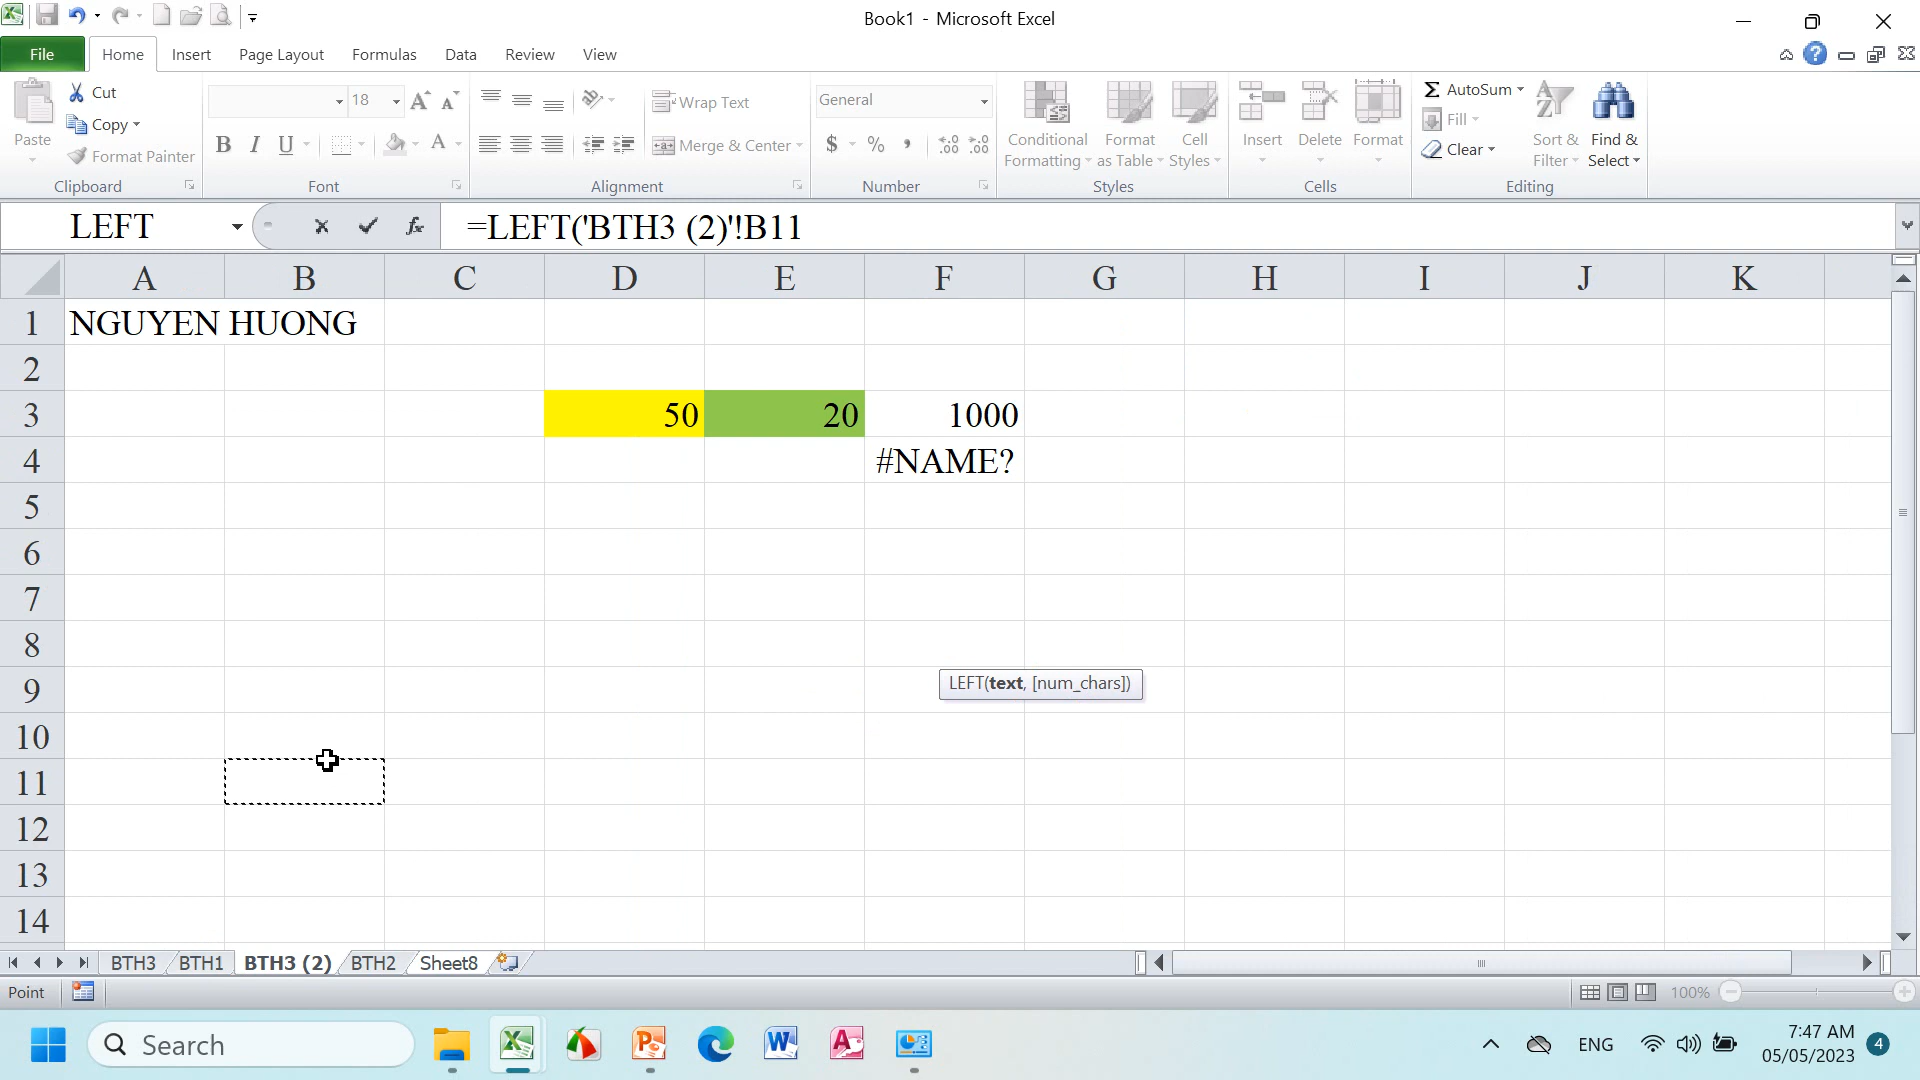 Book1 - Microsoft Excel
File Home Insert Page Layout Formulas Data Review View
Paste
Cut
Copy
Format Painter
Clipboard
18
B I U A
Font
Wrap Text
Merge & Center
Alignment
General
$ % ,
Number
Conditional Formatting
Format as Table
Cell Styles
Styles
Insert Delete Format
Cells
AutoSum
Fill
Clear
Sort & Filter
Find & Select
Editing
LEFT fx =LEFT('BTH3 (2)'!B11
A B C D E F G H I J K
1 NGUYEN HUONG
2
3 50 20 1000
4 #NAME?
5
6
7
8
9 LEFT(text, [num_chars])
10
11
12
13
14
BTH3 BTH1 BTH3 (2) BTH2 Sheet8
Point 100%
Search ENG 7:47 AM
05/05/2023 4